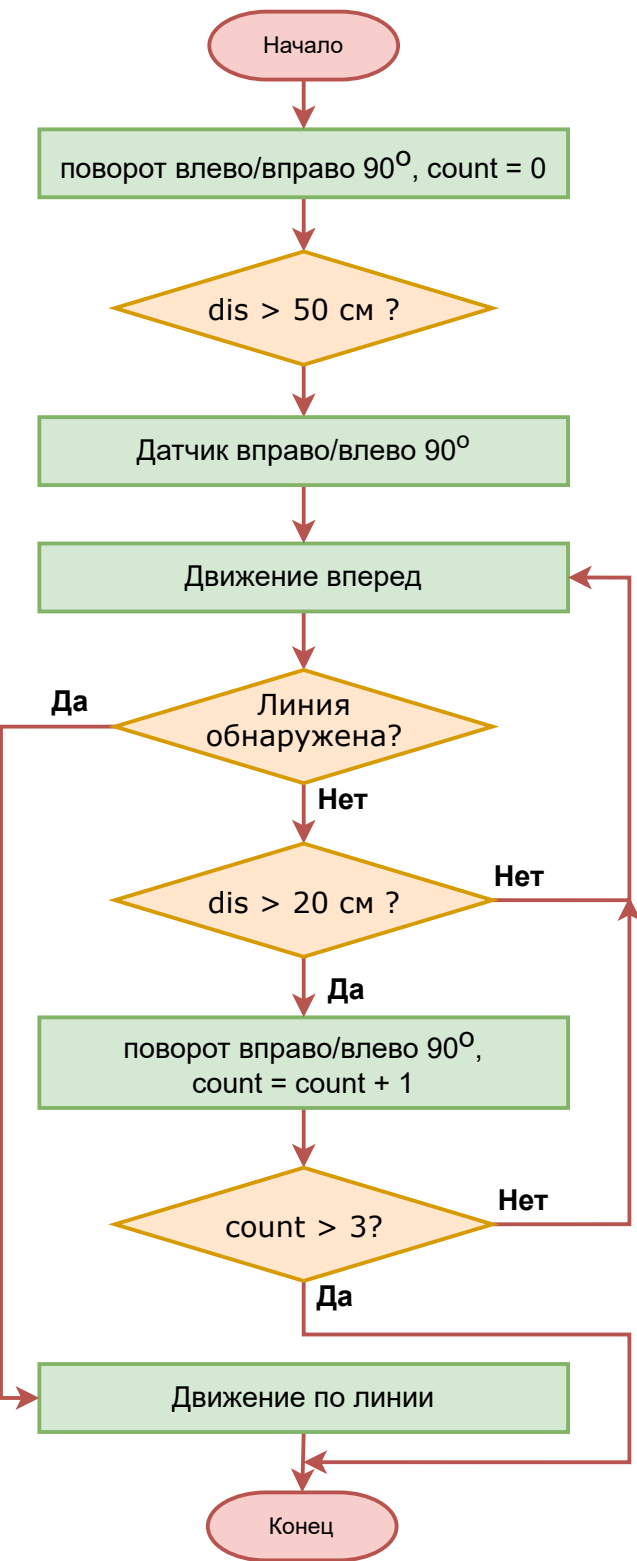 Начало
поворот влево/вправо 90º, count = 0
dis > 50 см ?
Датчик вправо/влево 90º
Движение вперед
Да
Линия
обнаружена?
Нет
dis > 20 см ?
Нет
Да
поворот вправо/влево 90º,
count = count + 1
count > 3?
Нет
Да
Движение по линии
Конец